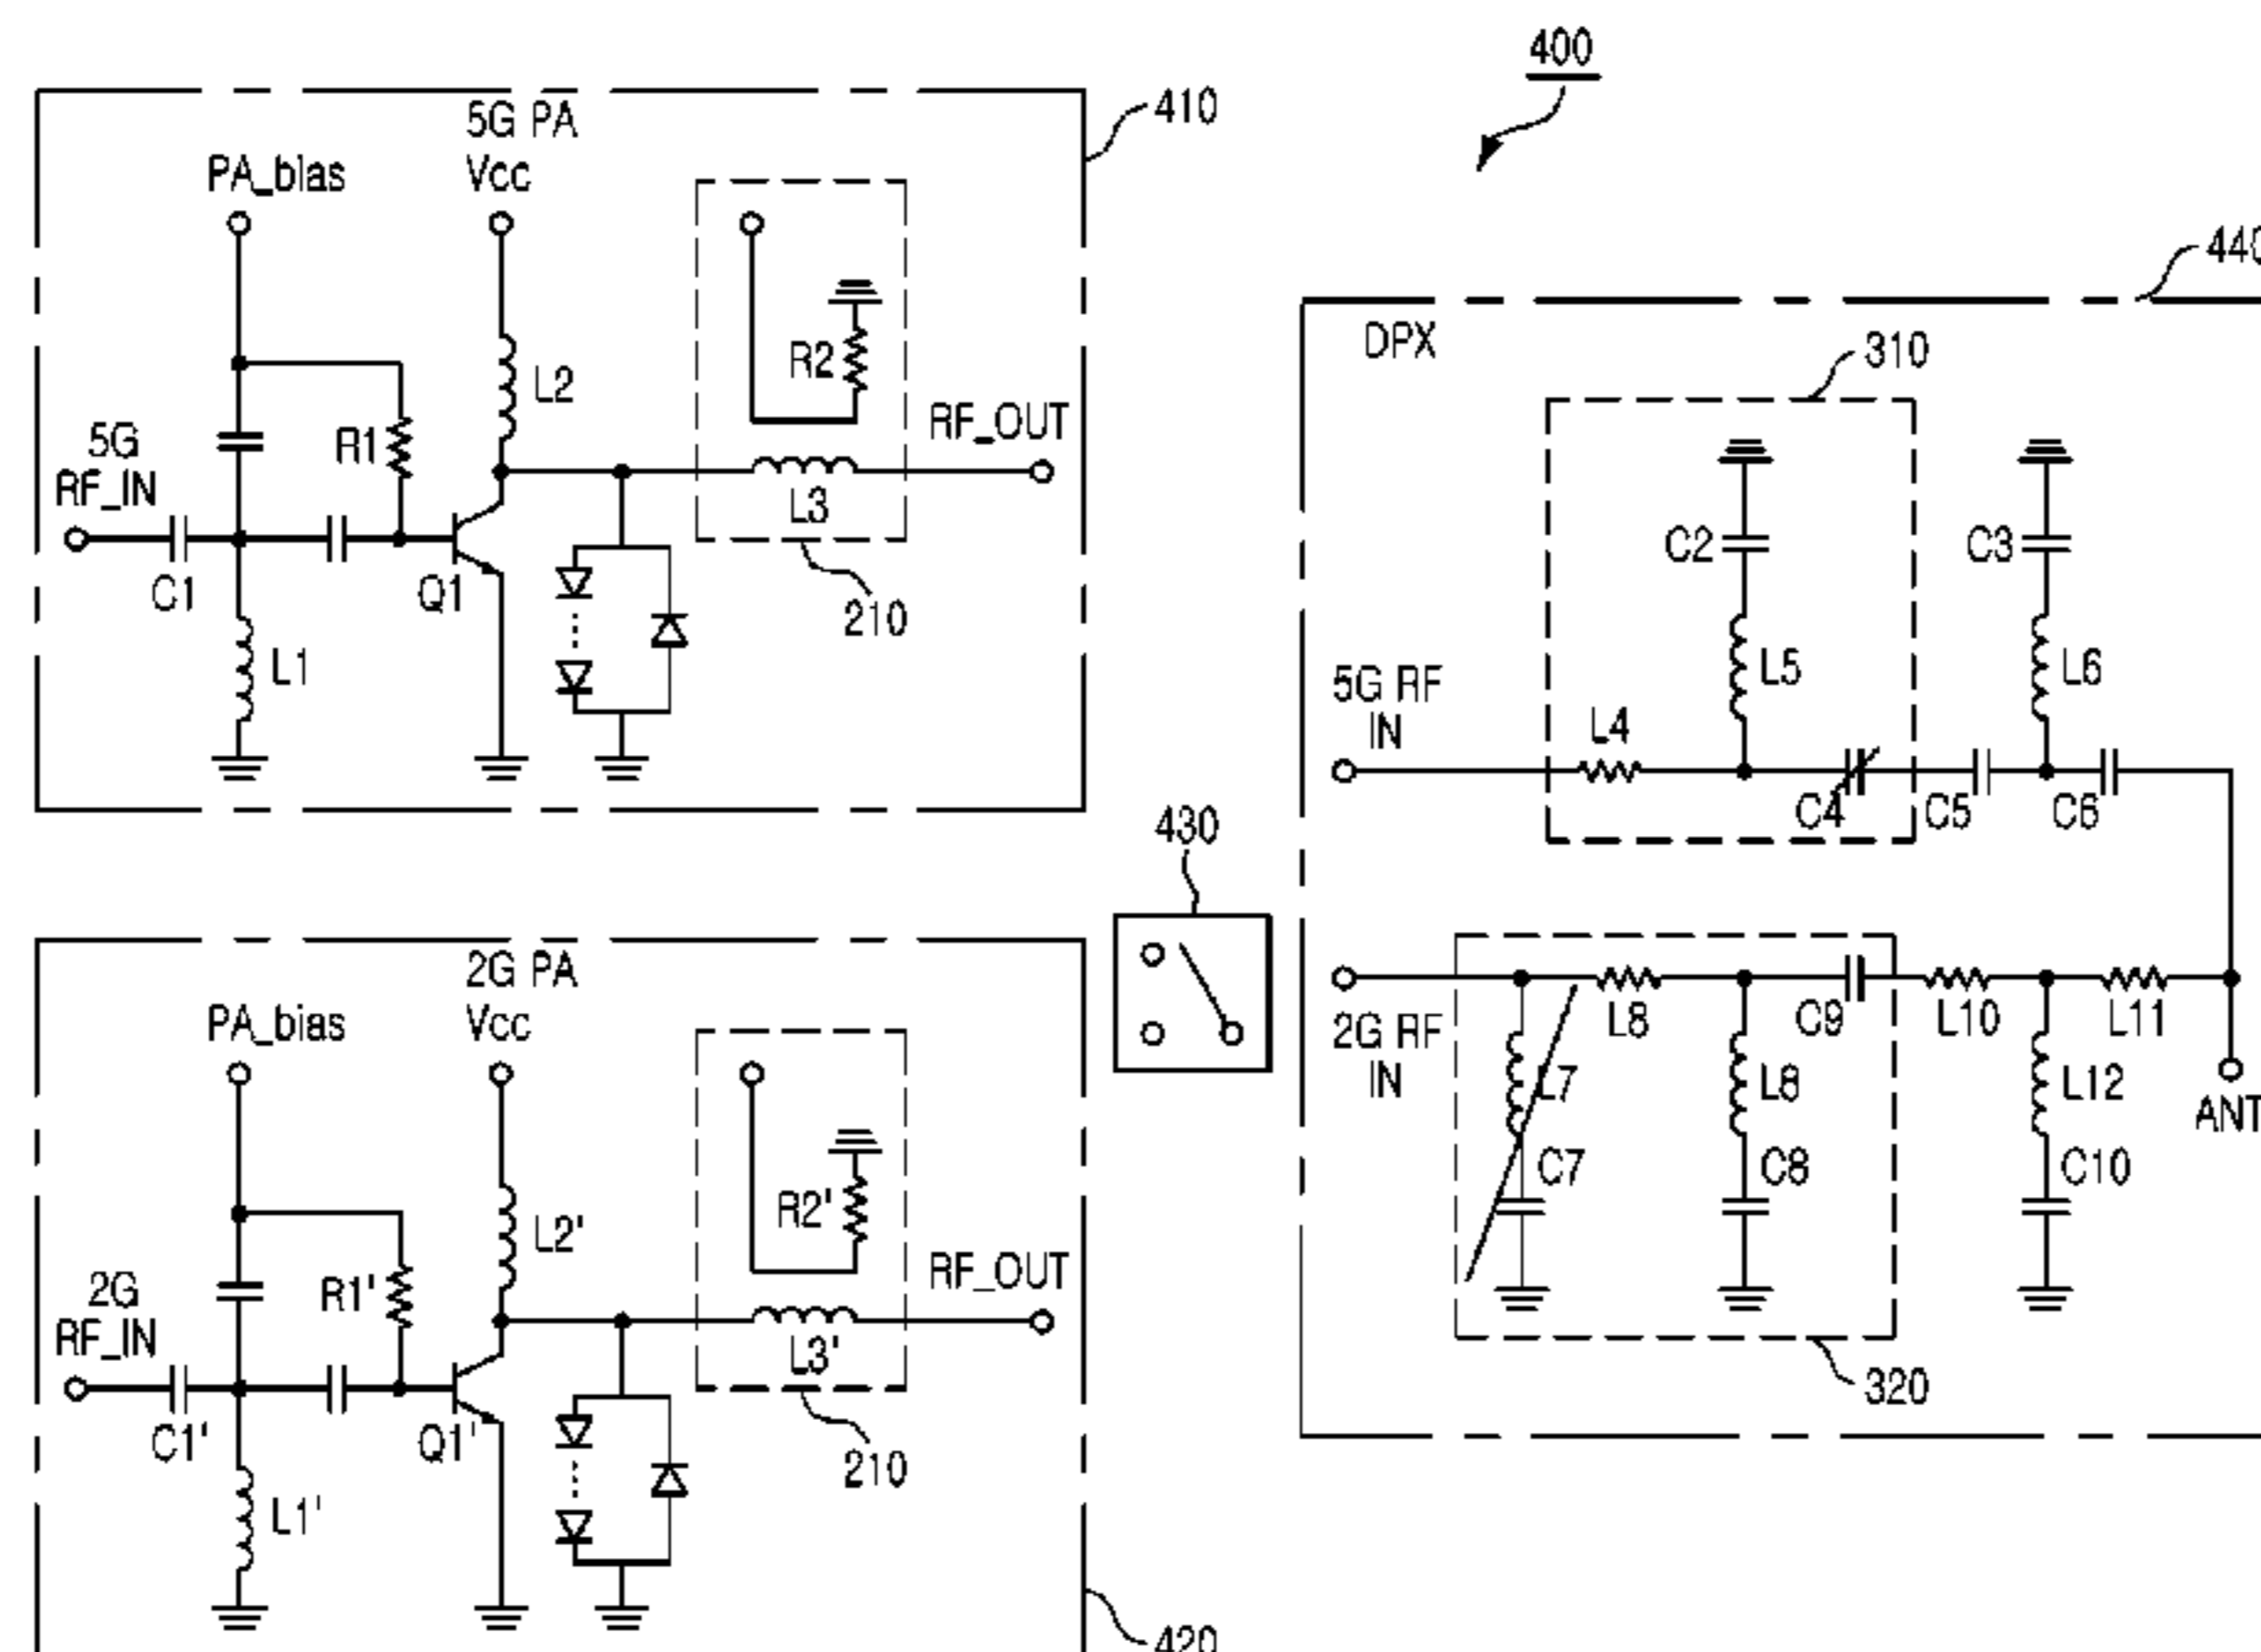 400
410
5G PA
PA_bias
Vcc
R2
L2
R1
RF_OUT
5G
RF_IN
L3
C1
Q1
210
L1
440
DPX
310
C2
C3
L5
L6
5G RF
IN
L4
C4
C5
C6
430
2G PA
PA_bias
Vcc
R2'
L2'
R1'
RF_OUT
2G
RF_IN
L3'
C1'
Q1'
210
L1'
420
2G RF
IN
L8
C9
L10
L11
L7
L8
L12
ANT
C7
C8
C10
320